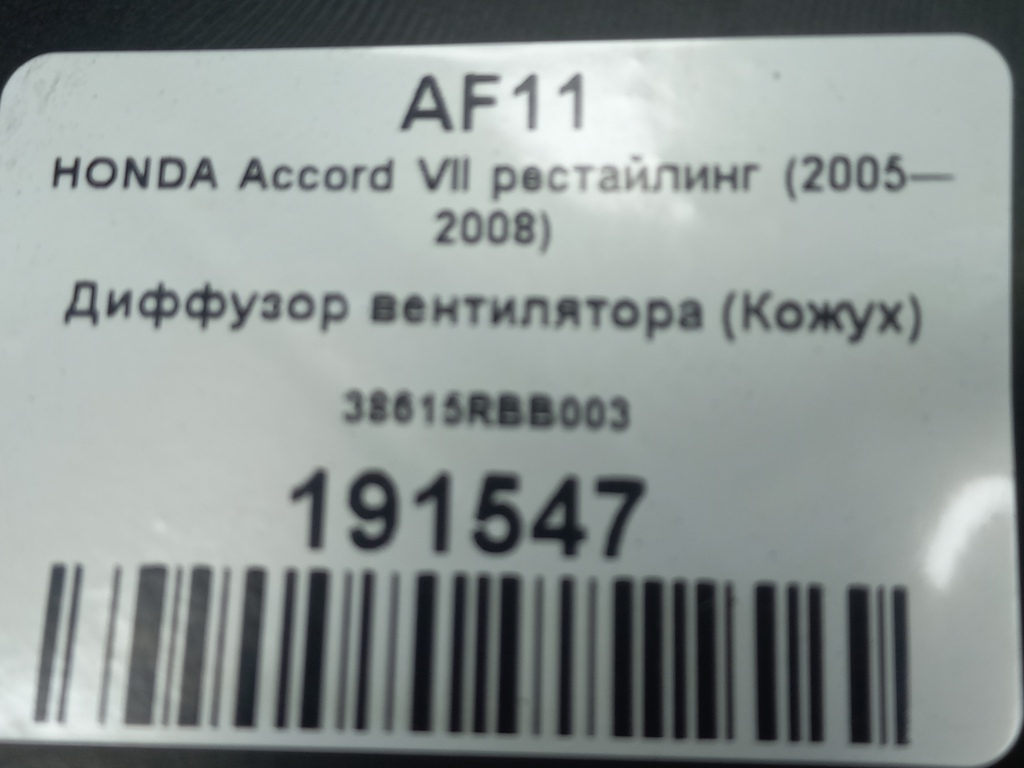 AF11
HONDA Accord VII рестайлинг (2005—
2008)
Диффузор вентилятора (Кожух)
38615RBB003
191547